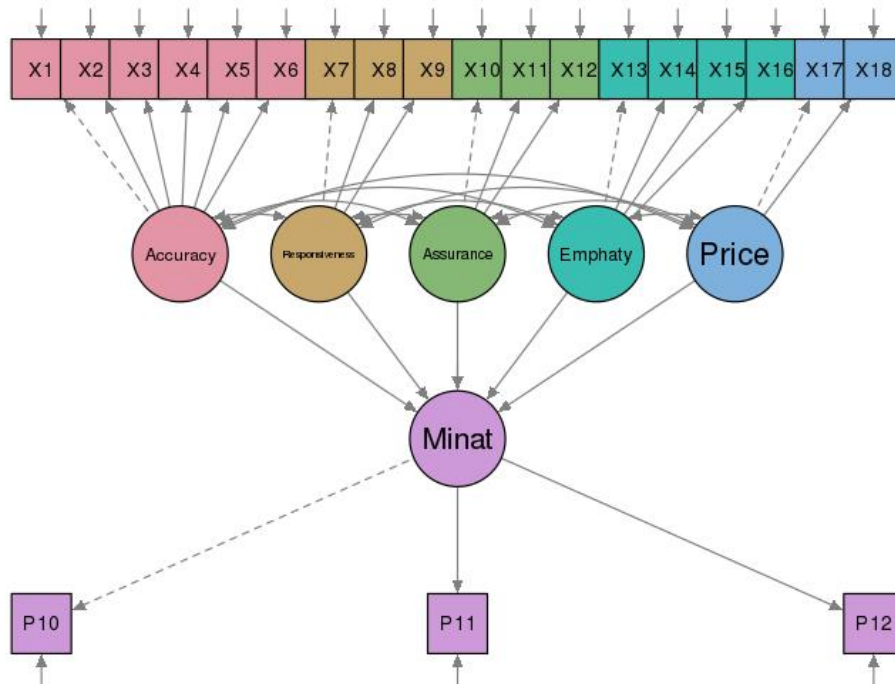 X1 X2 X3 X4 X5 X6 X7 X8 X9 X10 X11 X12 X13 X14 X15 X16 X17 X18
Accuracy Responsiveness Assurance Emphaty Price
Minat
P10 P11 P12